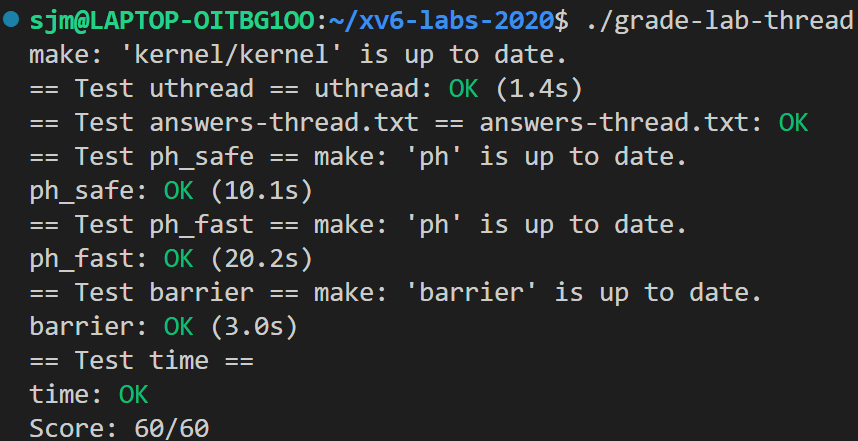 sjm@LAPTOP-OITBG1OO:~/xv6-labs-2020$ ./grade-lab-thread
make: 'kernel/kernel' is up to date.
== Test uthread == uthread: OK (1.4s)
== Test answers-thread.txt == answers-thread.txt: OK
== Test ph_safe == make: 'ph' is up to date.
ph_safe: OK (10.1s)
== Test ph_fast == make: 'ph' is up to date.
ph_fast: OK (20.2s)
== Test barrier == make: 'barrier' is up to date.
barrier: OK (3.0s)
== Test time ==
time: OK
Score: 60/60